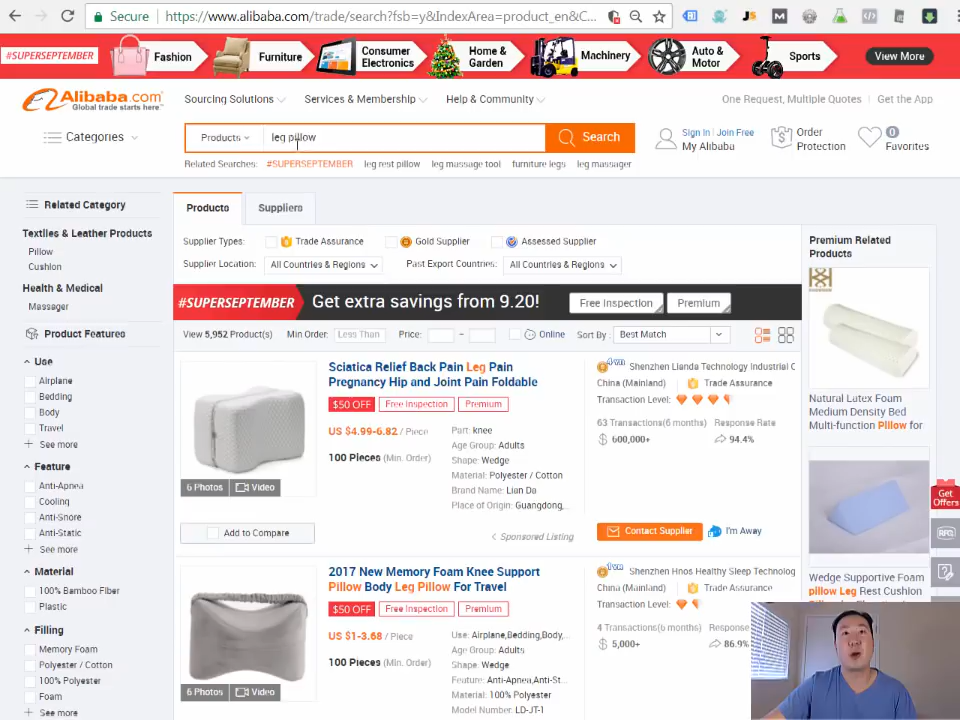 Secure
https://www.alibaba.com/trade/search?fsb=y&IndexArea=product_en&C...
#SUPERSEPTEMBER
Fashion
Furniture
Consumer
Electronics
Home &
Garden
Machinery
Auto &
Motor
Sports
View More
Alibaba.com
Global trade starts here.™
Sourcing Solutions
Services & Membership
Help & Community
One Request, Multiple Quotes
Get the App
Categories
Products
leg pillow
Search
Sign In
Join Free
My Alibaba
Order
Protection
0
Favorites
Related Searches:
#SUPERSEPTEMBER
leg rest pillow
leg massage tool
furniture legs
leg massager
Related Category
Textiles & Leather Products
Pillow
Cushion
Health & Medical
Massager
Product Features
Use
Airplane
Bedding
Body
Travel
See more
Feature
Anti-Apnea
Cooling
Anti-Snore
Anti-Static
See more
Material
100% Bamboo Fiber
Plastic
Filling
Memory Foam
Polyester / Cotton
100% Polyester
Foam
See more
Products
Suppliers
Supplier Types:
Trade Assurance
Gold Supplier
Assessed Supplier
Supplier Location:
All Countries & Regions
Past Export Countries:
All Countries & Regions
#SUPERSEPTEMBER
Get extra savings from 9.20!
Free Inspection
Premium
View 5,952 Product(s)
Min Order:
Less Than
Price:
–
Online
Sort By:
Best Match
Sciatica Relief Back Pain Leg Pain
Pregnancy Hip and Joint Pain Foldable
$50 OFF
Free Inspection
Premium
US $4.99-6.82 / Piece
100 Pieces (Min. Order)
Part: knee
Age Group: Adults
Shape: Wedge
Material: Polyester / Cotton
Brand Name: Lian Da
Place of Origin: Guangdong,...
6 Photos
Video
Add to Compare
Sponsored Listing
4YRS
Shenzhen Lianda Technology Industrial C
China (Mainland)
Trade Assurance
Transaction Level:
63 Transactions(6 months)
Response Rate
600,000+
94.4%
Contact Supplier
I'm Away
2017 New Memory Foam Knee Support
Pillow Body Leg Pillow For Travel
$50 OFF
Free Inspection
Premium
US $1-3.68 / Piece
100 Pieces (Min. Order)
Use: Airplane,Bedding,Body,...
Age Group: Adults
Shape: Wedge
Feature: Anti-Apnea,Anti-St...
Material: 100% Polyester
Model Number: LD-JT-1
6 Photos
Video
Shenzhen Hnos Healthy Sleep Technolog
China (Mainland)
Trade Assurance
Transaction Level:
4 Transactions(6 months)
Response
5,000+
86.9%
Premium Related
Products
Natural Latex Foam
Medium Density Bed
Multi-function Pillow for
Wedge Supportive Foam
pillow Leg Rest Cushion
Get
Offers
RFQ